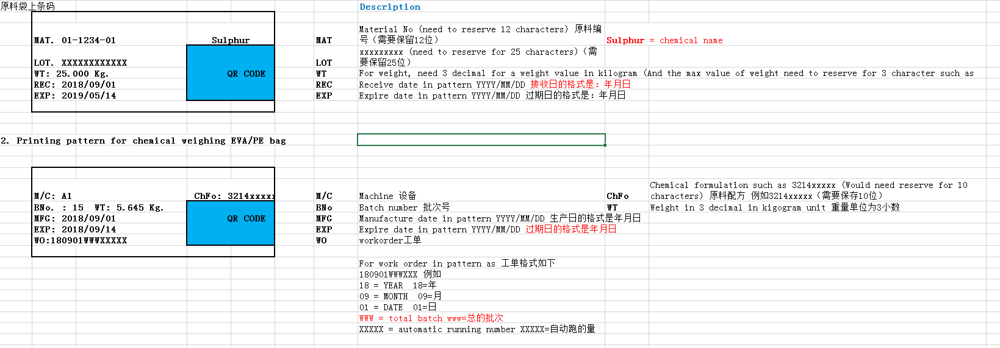 原料袋上条码
Description
MAT. 01-1234-01 Sulphur MAT Material No (need to reserve 12 characters) 原料编
号（需要保留12位） Sulphur = chemical name
LOT. XXXXXXXXXXXX LOT xxxxxxxxx (need to reserve for 25 characters)（需
要保留25位）
WT: 25.000 Kg. QR CODE WT For weight, need 3 decimal for a weight value in kilogram (And the max value of weight need to reserve for 3 character such as
REC: 2018/09/01 REC Receive date in pattern YYYY/MM/DD 接收日的格式是：年月日
EXP: 2019/05/14 EXP Expire date in pattern YYYY/MM/DD 过期日的格式是：年月日
2. Printing pattern for chemical weighing EVA/PE bag
M/C: A1 ChFo: 3214xxxxx M/C Machine 设备 ChFo Chemical formulation such as 3214xxxxx (Would need reserve for 10
characters) 原料配方 例如3214xxxxx（需要保存10位）
BNo. : 15 WT: 5.645 Kg. BNo Batch number 批次号 WT Weight in 3 decimal in kigogram unit 重量单位为3小数
MFG: 2018/09/01 QR CODE MFG Manufacture date in pattern YYYY/MM/DD 生产日的格式是年月日
EXP: 2018/09/14 EXP Expire date in pattern YYYY/MM/DD 过期日的格式是年月日
WO:180901WWWXXXXX WO workorder工单
For work order in pattern as 工单格式如下
180901WWWXXX 例如
18 = YEAR 18=年
09 = MONTH 09=月
01 = DATE 01=日
WWW = total batch www=总的批次
XXXXX = automatic running number XXXXX=自动跑的量